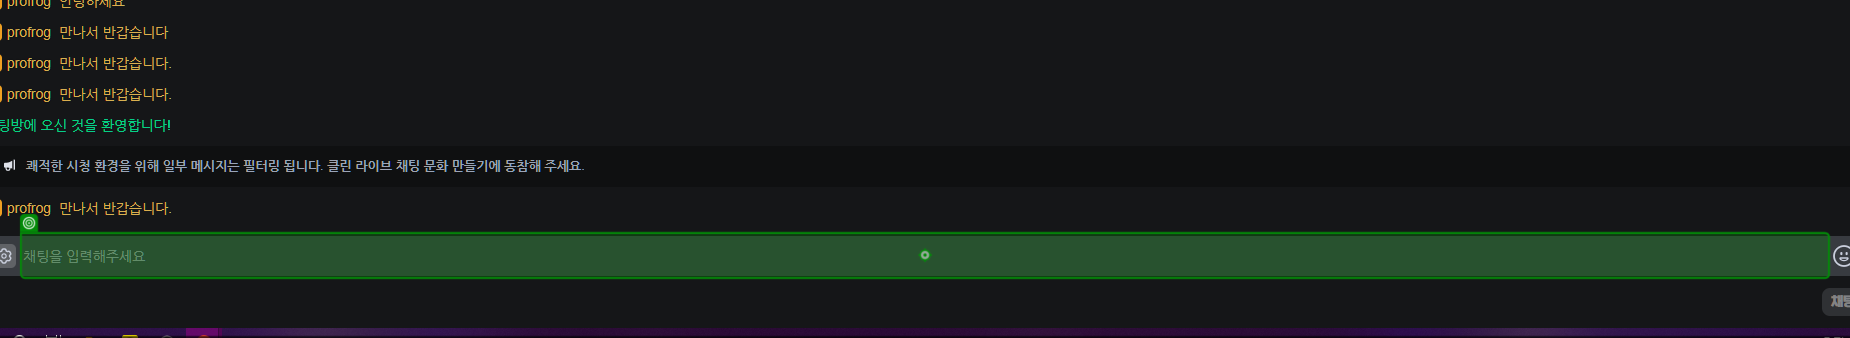 profrog 안녕하세요
profrog 만나서 반갑습니다
profrog 만나서 반갑습니다.
profrog 만나서 반갑습니다.
팅방에 오신 것을 환영합니다!
쾌적한 시청 환경을 위해 일부 메시지는 필터링 됩니다. 클린 라이브 채팅 문화 만들기에 동참해 주세요.
profrog 만나서 반갑습니다.
채팅을 입력해주세요
채팅